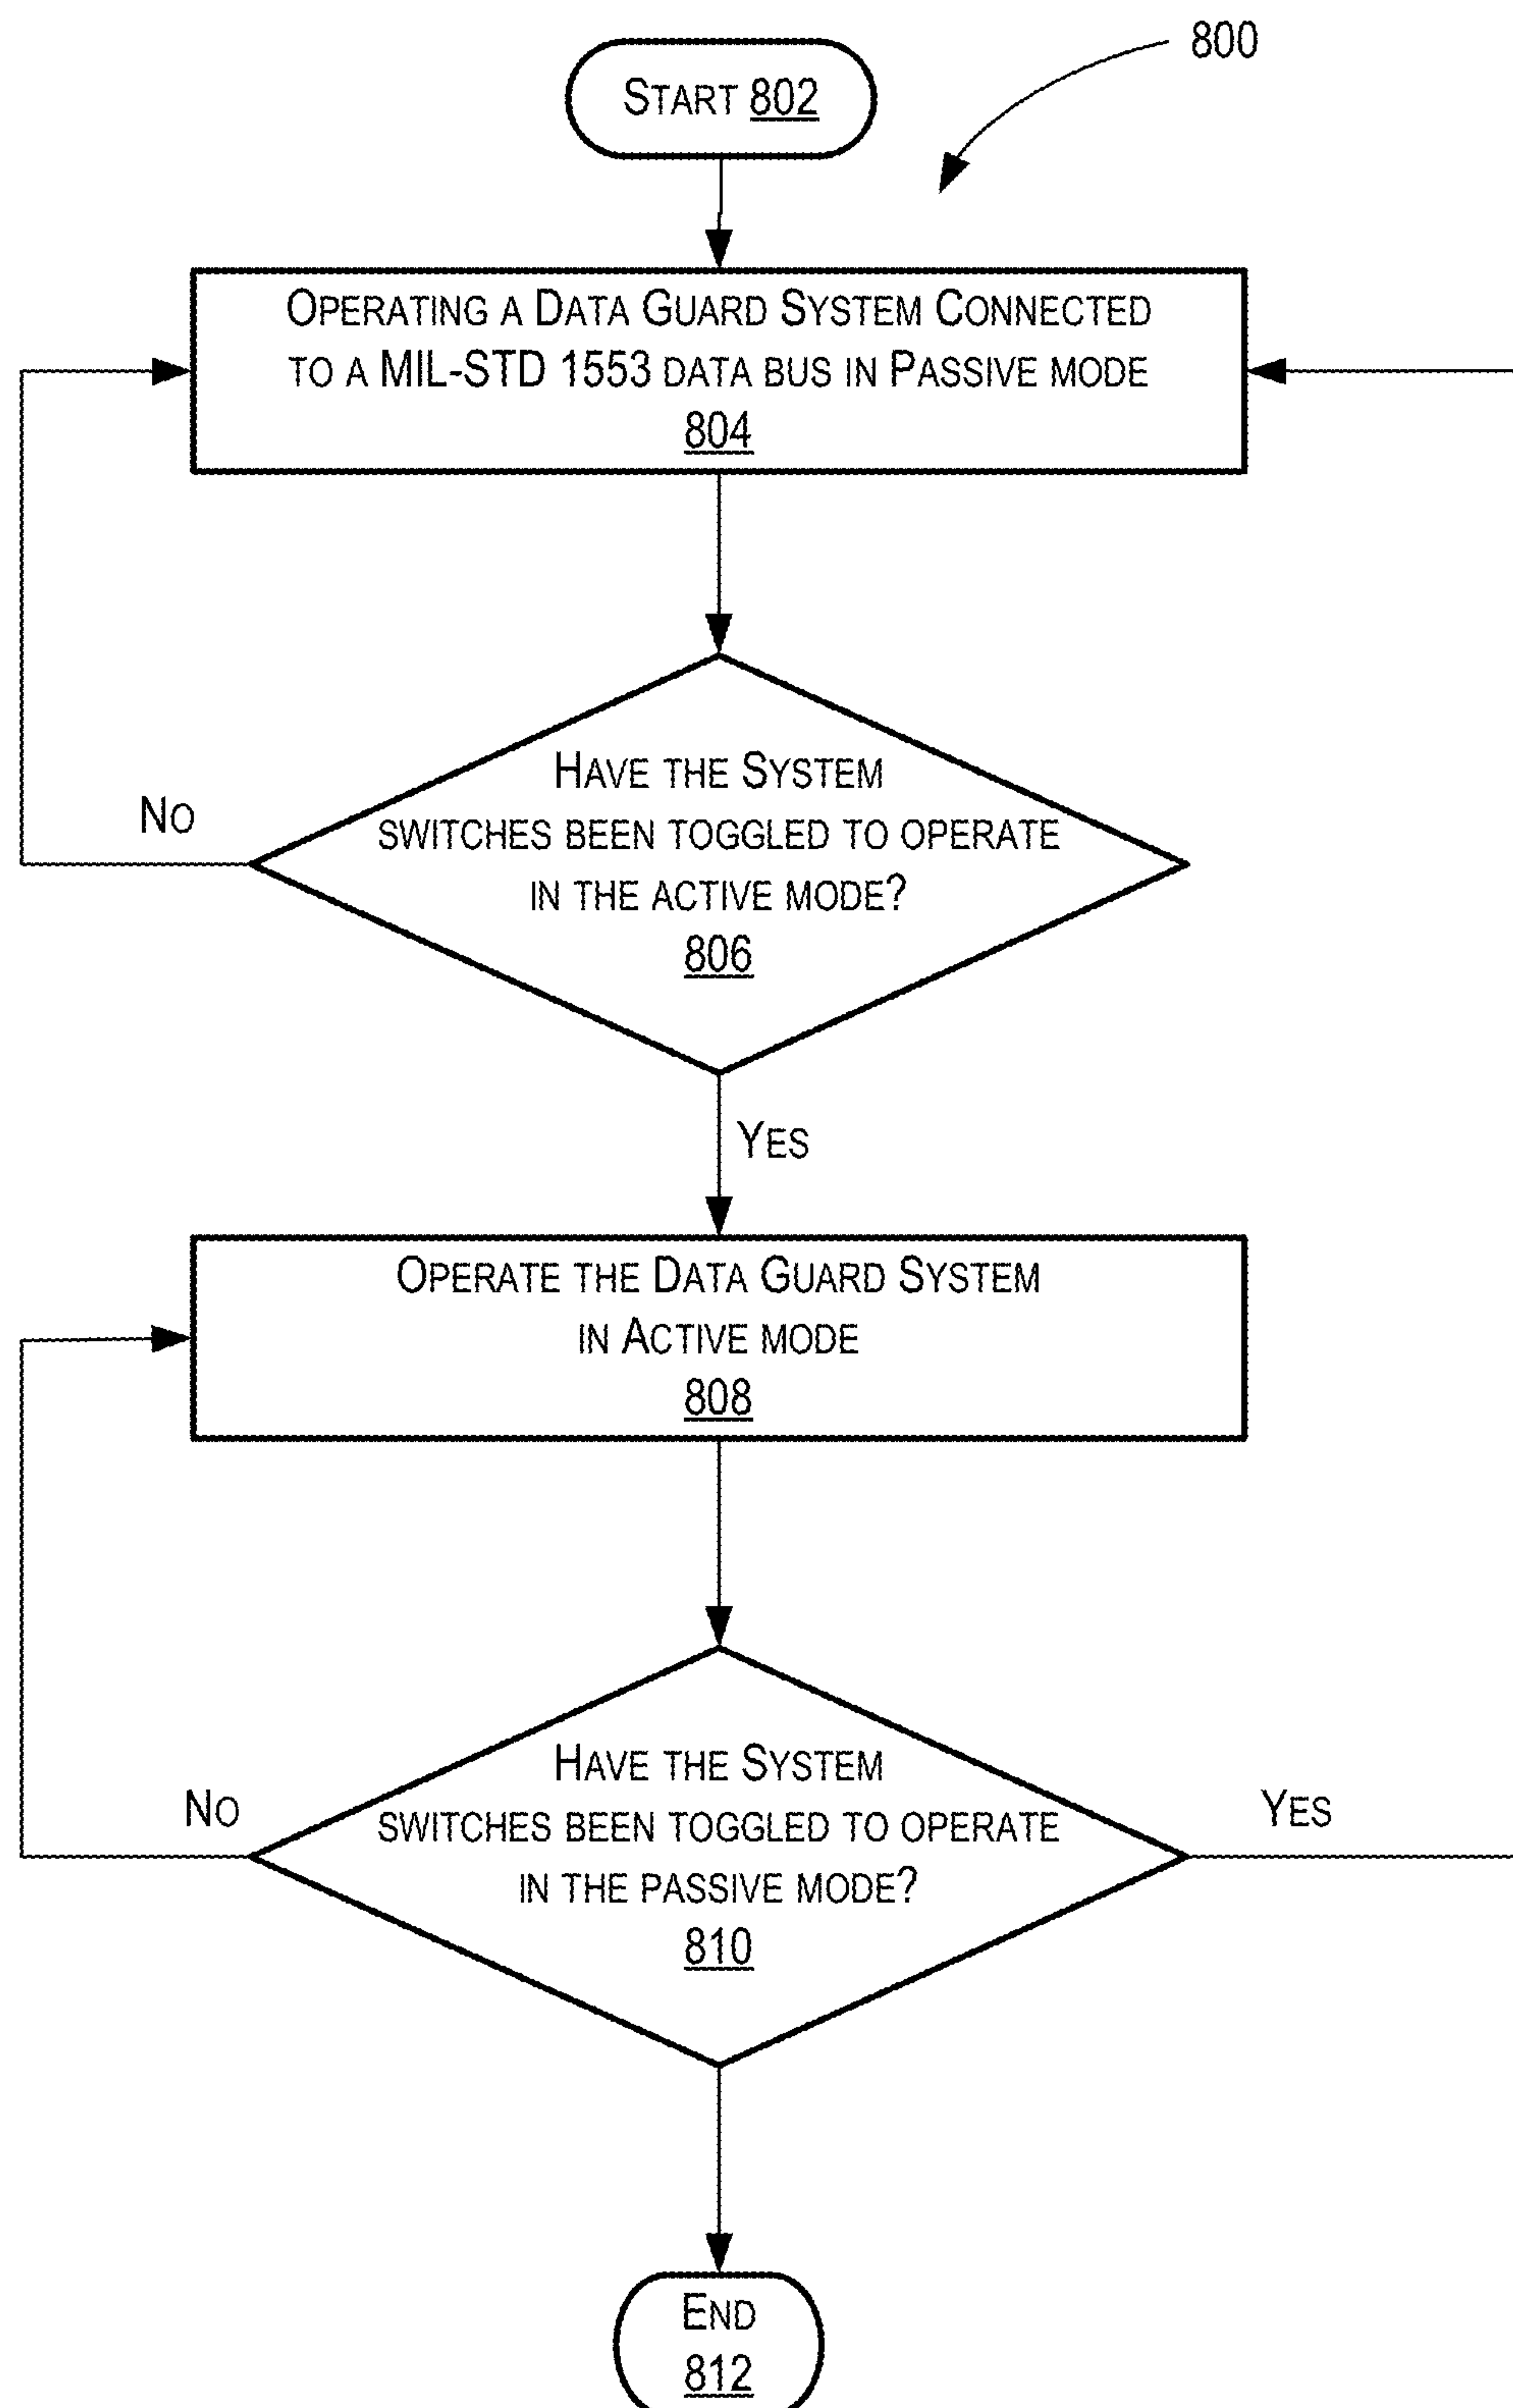 800
START 802
OPERATING A DATA GUARD SYSTEM CONNECTED
TO A MIL-STD 1553 DATA BUS IN PASSIVE MODE
804
HAVE THE SYSTEM
SWITCHES BEEN TOGGLED TO OPERATE
IN THE ACTIVE MODE?
806
NO
YES
OPERATE THE DATA GUARD SYSTEM
IN ACTIVE MODE
808
HAVE THE SYSTEM
SWITCHES BEEN TOGGLED TO OPERATE
IN THE PASSIVE MODE?
810
NO
YES
END
812